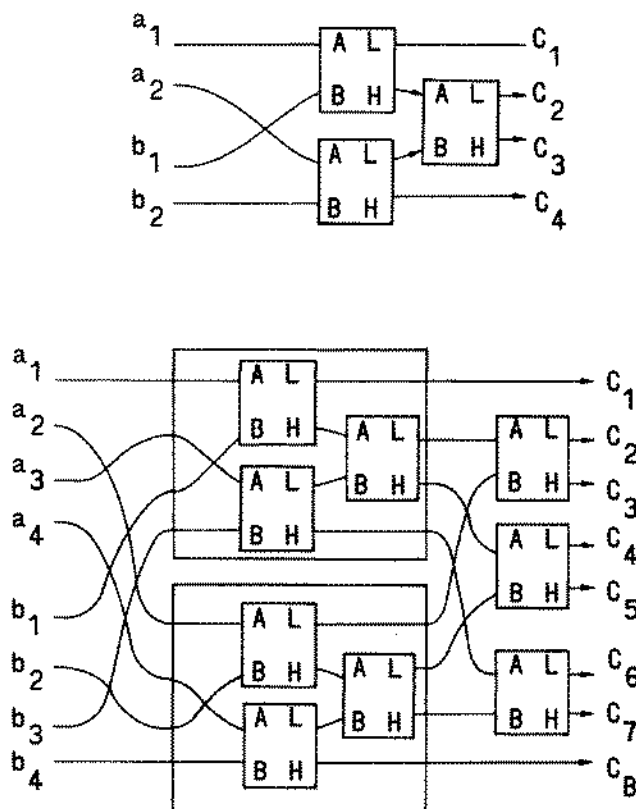 a1 A L C1
a2 B H A L C2
b1 A L B H C3
b2 B H C4
a1 A L C1
a2 B H A L A L C2
a3 A L B H B H C3
a4 B H A L C4
b1 A L B H C5
b2 B H A L A L C6
b3 A L B H B H C7
b4 B H CB